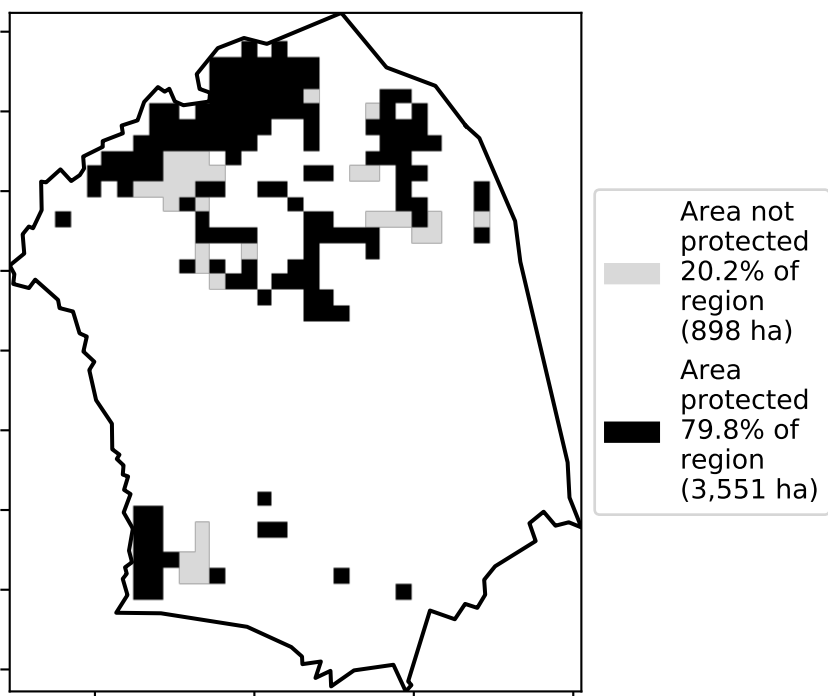 Area not
protected
20.2% of
region
(898 ha)
Area
protected
79.8% of
region
(3,551 ha)